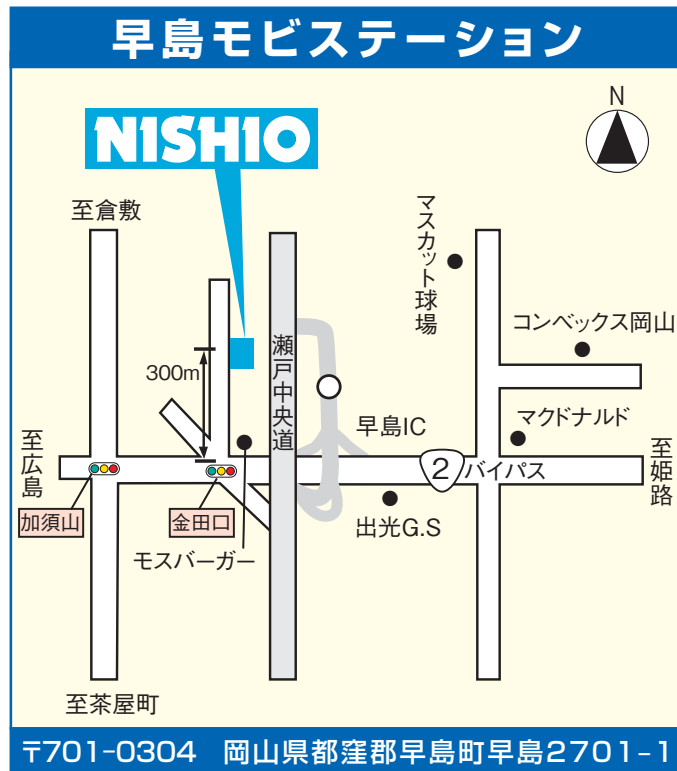 早島モビステーション
NISHIO
N
至倉敷
マスカット球場
コンベックス岡山
300m
瀬戸中央道
早島IC
マクドナルド
至広島
2
バイパス
至姫路
加須山
金田口
出光G.S
モスバーガー
至茶屋町
〒701-0304 岡山県都窪郡早島町早島2701-1